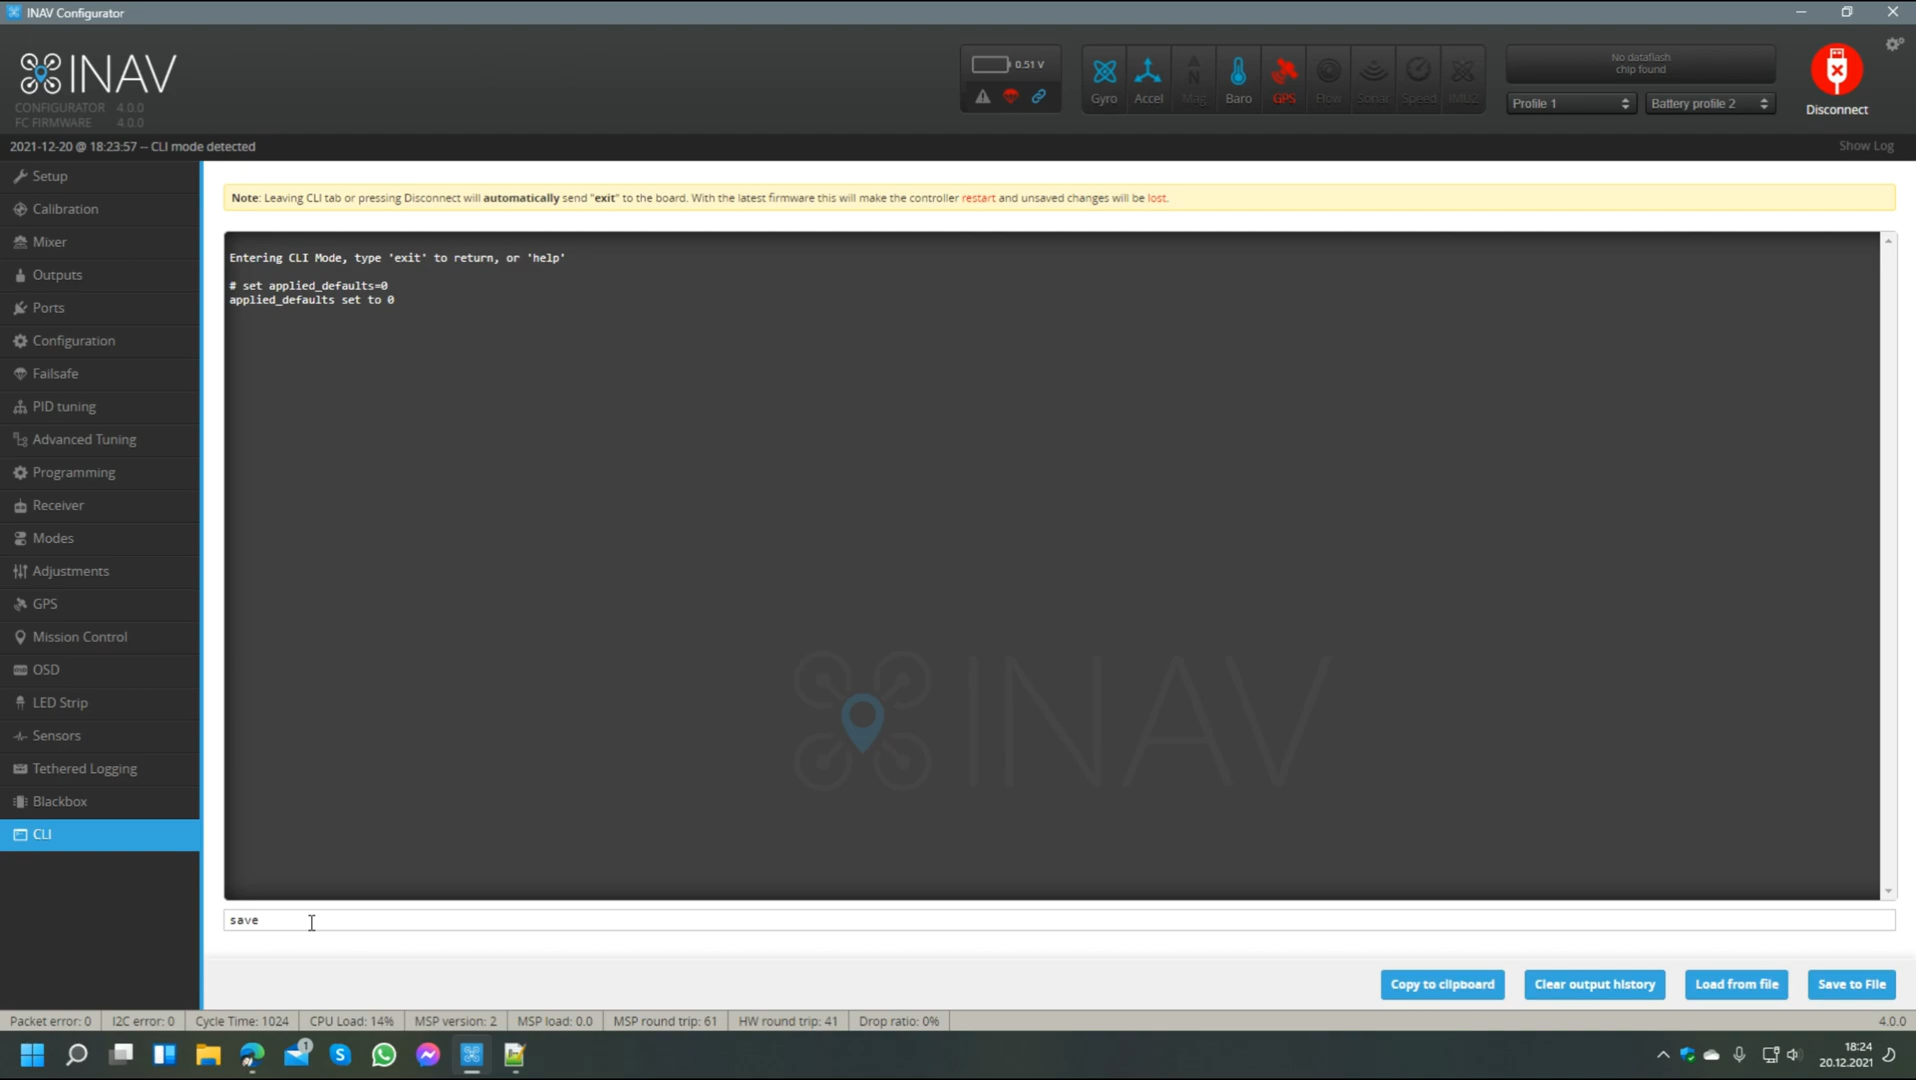 INAV Configurator
INAV
CONFIGURATOR 4.0.0
FC FIRMWARE 4.0.0
0.51 V
Gyro Accel Mag Baro GPS Flow Sonar Speed IMU2
No dataflash
chip found
Profile 1
Battery profile 2
Disconnect
2021-12-20 @ 18:23:57 -- CLI mode detected
Show Log
Setup
Calibration
Mixer
Outputs
Ports
Configuration
Failsafe
PID tuning
Advanced Tuning
Programming
Receiver
Modes
Adjustments
GPS
Mission Control
OSD
LED Strip
Sensors
Tethered Logging
Blackbox
CLI
Note: Leaving CLI tab or pressing Disconnect will automatically send "exit" to the board. With the latest firmware this will make the controller restart and unsaved changes will be lost.
Entering CLI Mode, type 'exit' to return, or 'help'
# set applied_defaults=0
applied_defaults set to 0
INAV
save
Copy to clipboard
Clear output history
Load from file
Save to File
Packet error: 0
I2C error: 0
Cycle Time: 1024
CPU Load: 14%
MSP version: 2
MSP load: 0.0
MSP round trip: 61
HW round trip: 41
Drop ratio: 0%
4.0.0
1
18:24
20.12.2021